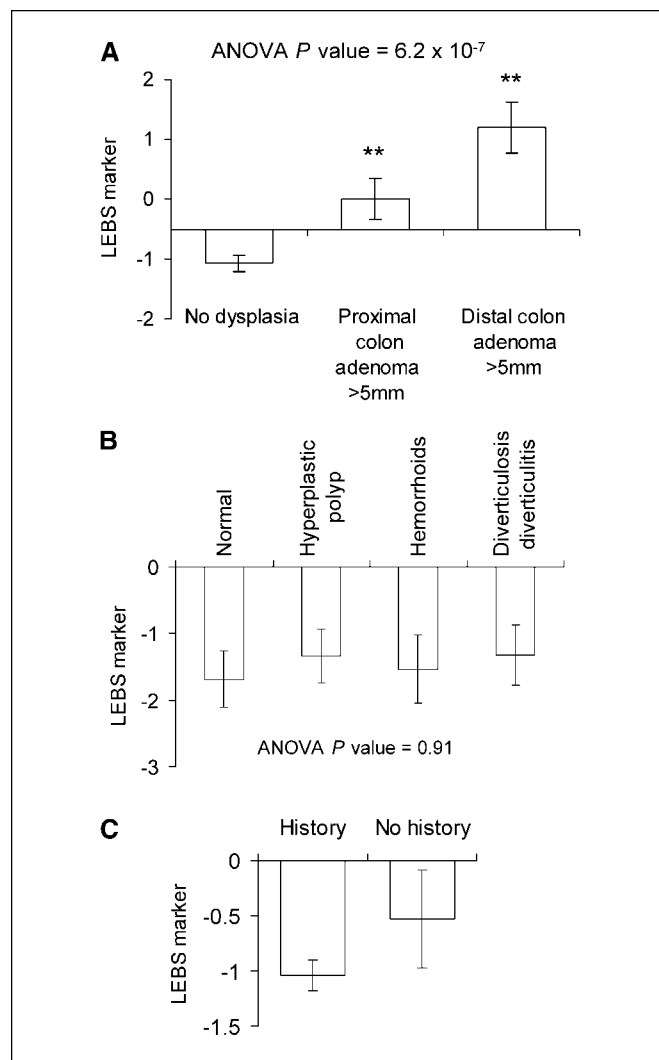 A
ANOVA P value = 6.2 x 10-7
2
1
0
-1
-2
LEBS marker
**
**
No dysplasia
Proximal
colon
adenoma
>5mm
Distal colon
adenoma
>5mm
B
Normal
Hyperplastic
polyp
Hemorrhoids
Diverticulosis
diverticulitis
0
-1
-2
-3
LEBS marker
ANOVA P value = 0.91
C
History
No history
0
-0.5
-1
-1.5
LEBS marker